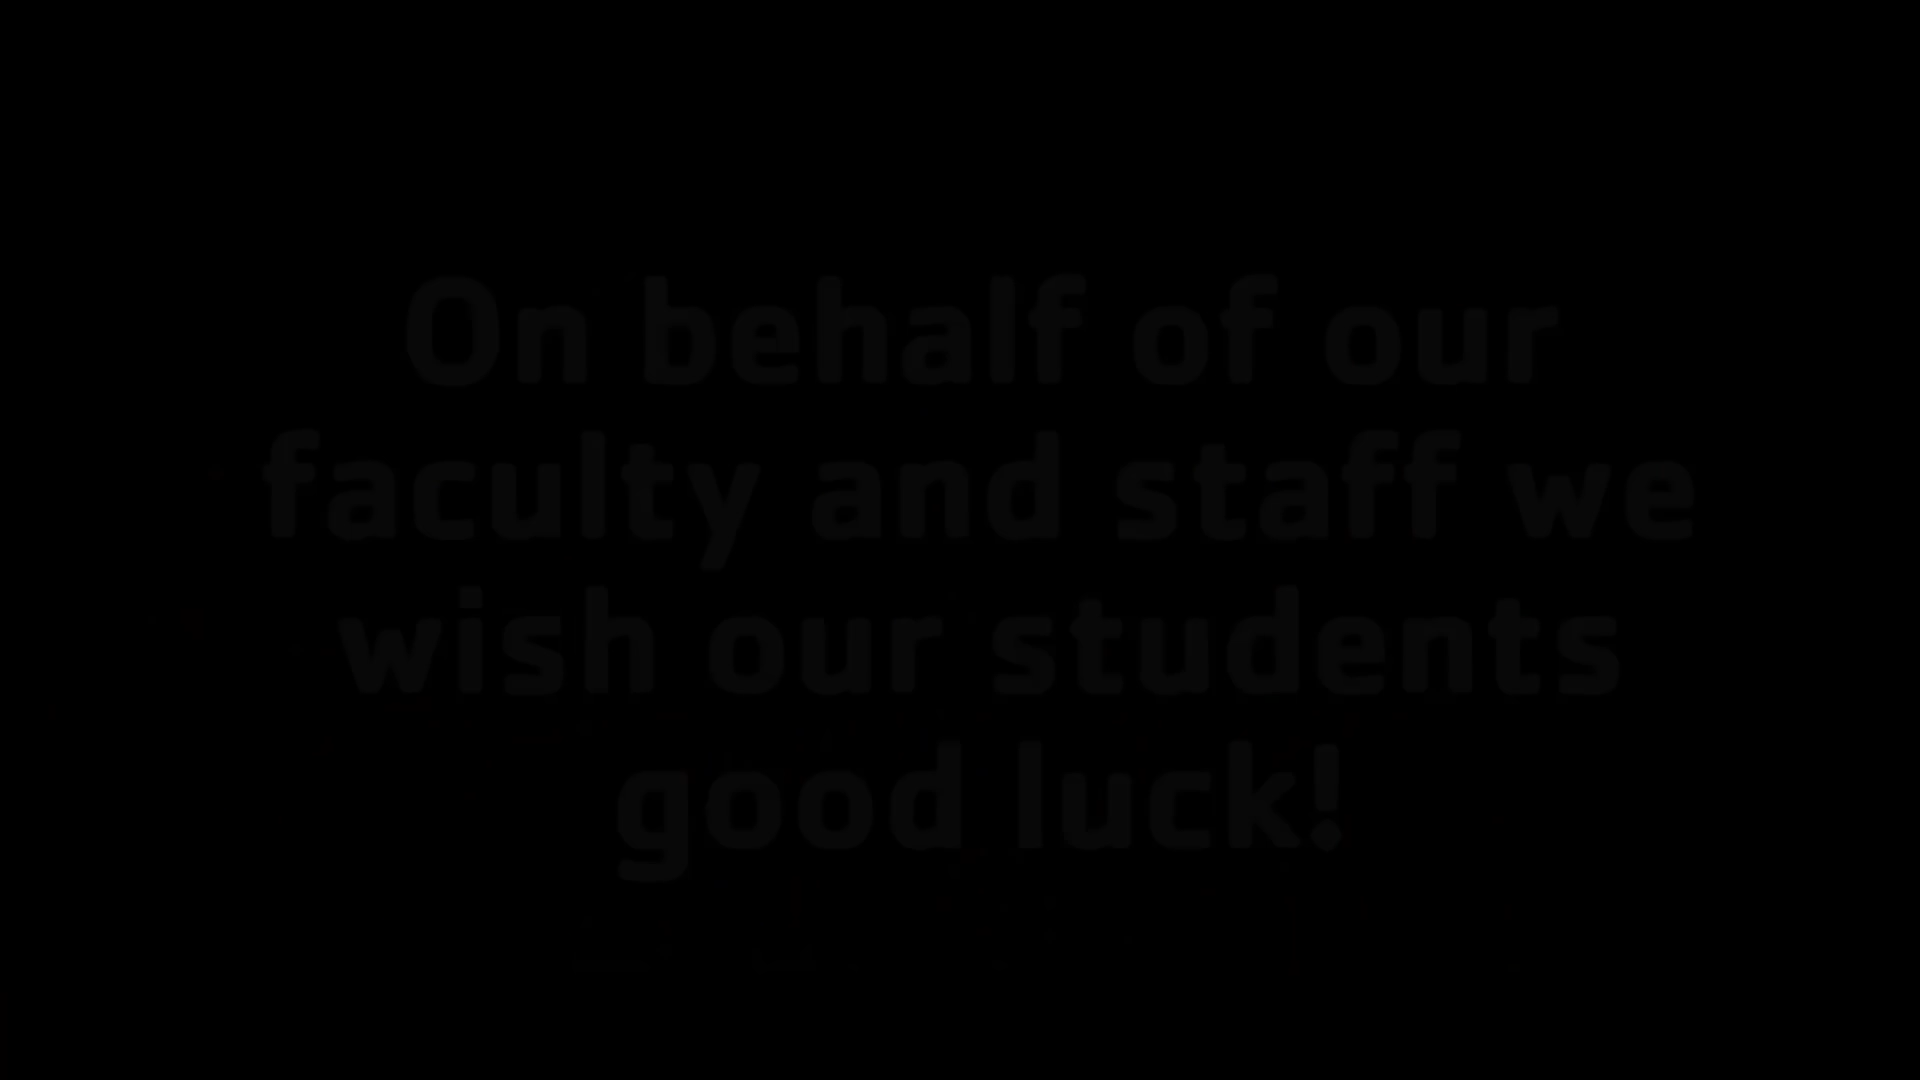 On behalf of our
faculty and staff we
wish our students
good luck!